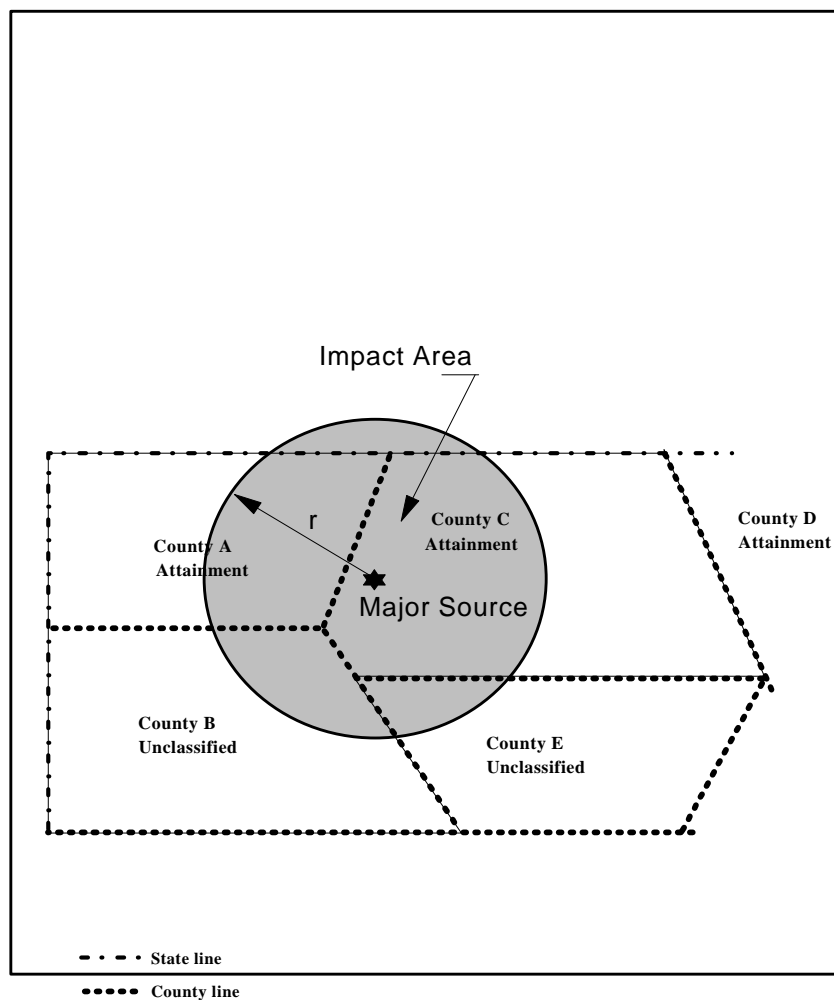 Impact Area
r
County C
Attainment
County D
Attainment
County A
Attainment
Major Source
County B
Unclassified
County E
Unclassified
State line
County line